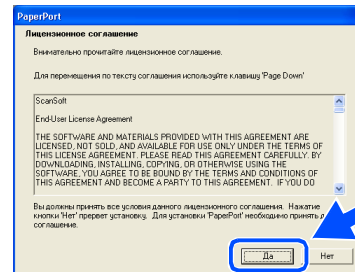 PaperPort
Лицензионное соглашение
Внимательно прочитайте лицензионное соглашение.
Для перемещения по тексту соглашения используйте клавишу 'Page Down'
ScanSoft
End-User License Agreement
THE SOFTWARE AND MATERIALS PROVIDED WITH THIS AGREEMENT ARE
LICENSED, NOT SOLD, AND AVAILABLE FOR USE ONLY UNDER THE TERMS OF
THIS LICENSE AGREEMENT. PLEASE READ THIS AGREEMENT CAREFULLY. BY
DOWNLOADING, INSTALLING, COPYING, OR OTHERWISE USING THE
SOFTWARE, YOU AGREE TO BE BOUND BY THE TERMS AND CONDITIONS OF
THIS AGREEMENT AND BECOME A PARTY TO THIS AGREEMENT. IF YOU DO
Вы должны принять все условия данного лицензионного соглашения. Нажатие
кнопки 'Нет' прервет установку. Для установки 'PaperPort' необходимо принять
соглашение.
Да
Нет